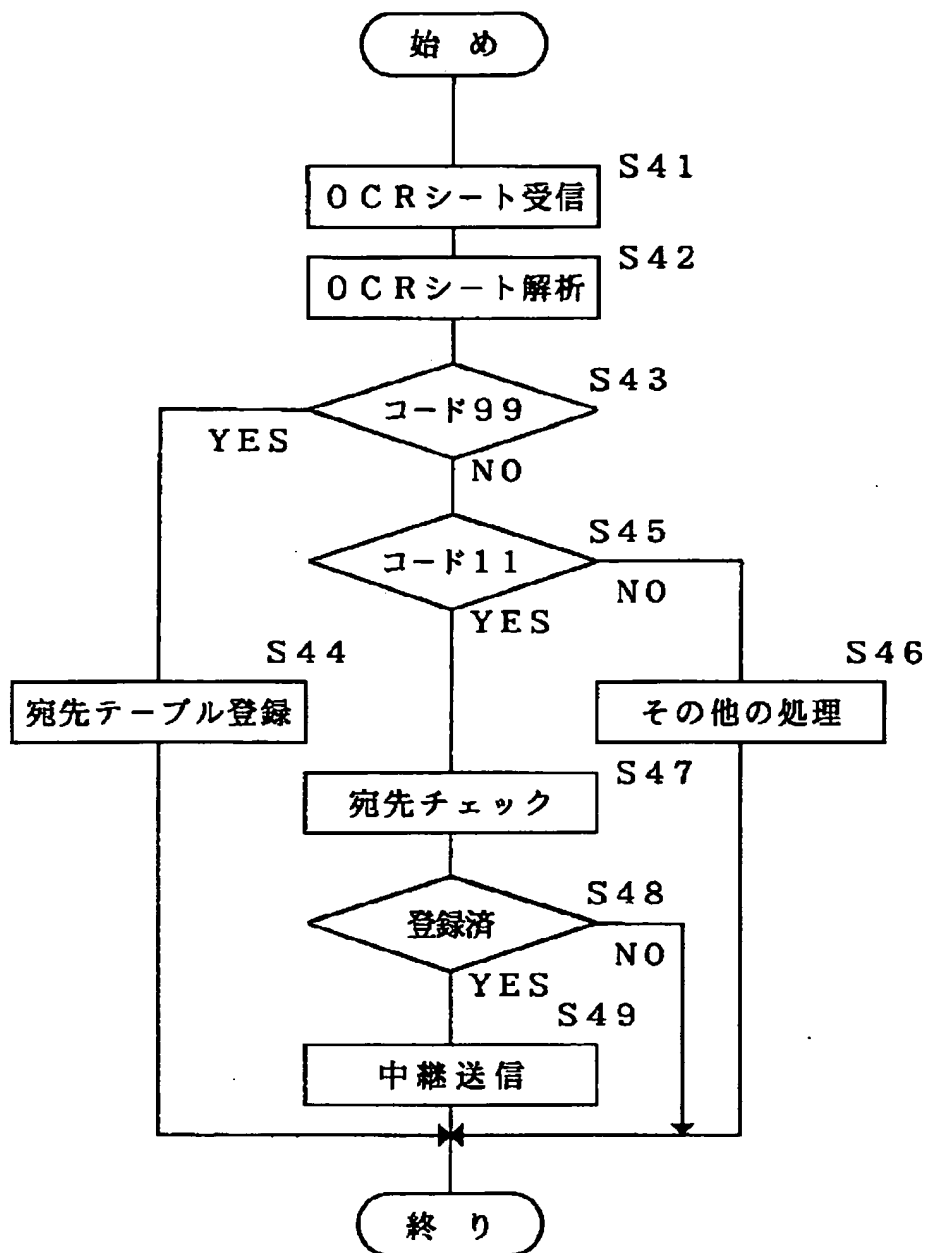 始め
S41
OCRシート受信
S42
OCRシート解析
S43
コード99
YES
NO
S45
コード11
NO
YES
S44
S46
宛先テーブル登録
その他の処理
S47
宛先チェック
S48
登録済
NO
YES
S49
中継送信
終り